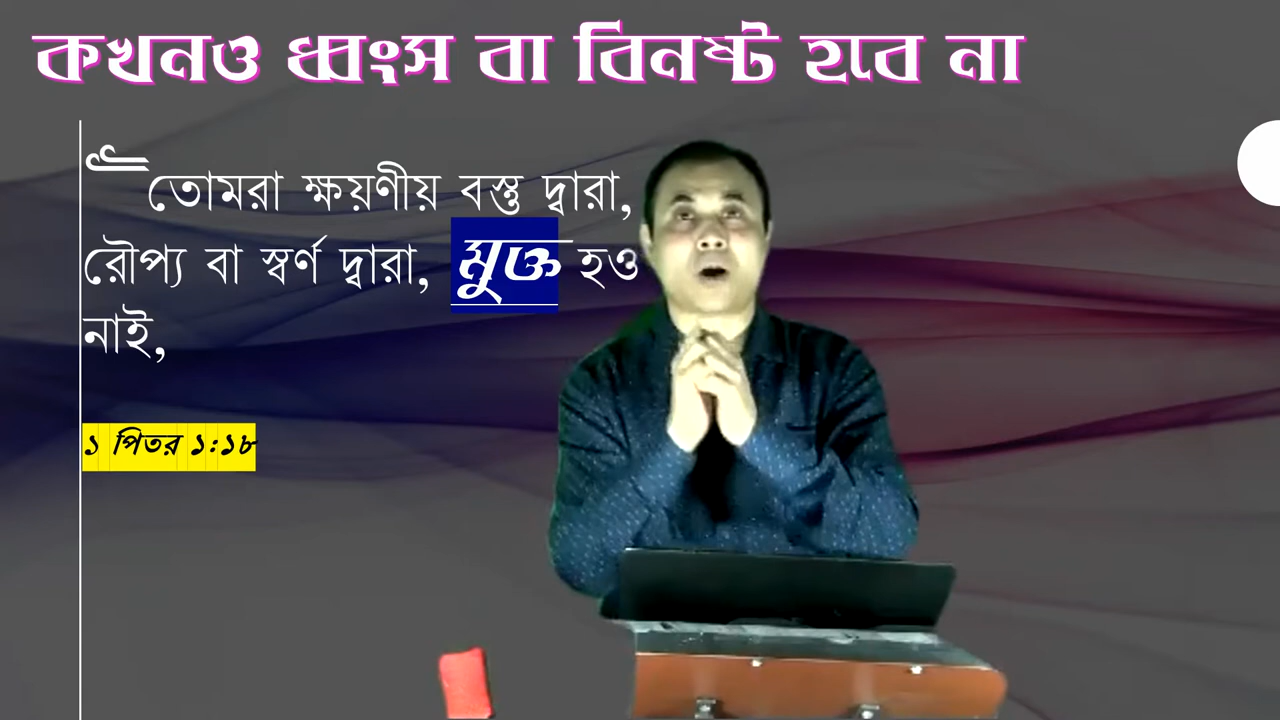 কখনও ধ্বংস বা বিনষ্ট হবে না
তোমরা ক্ষয়ণীয় বস্তু দ্বারা,
রৌপ্য বা স্বর্ণ দ্বারা, মুক্ত হও
নাই,
১ পিতর ১:১৮